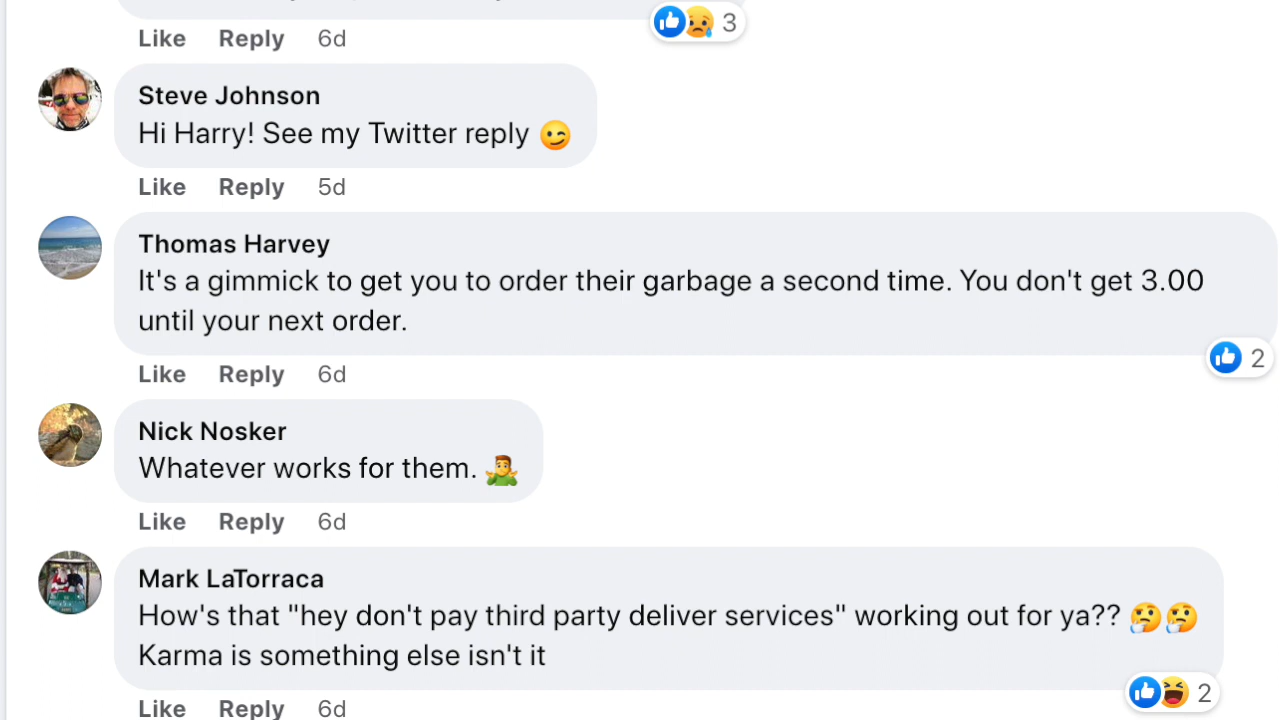 Like Reply 6d
3
Steve Johnson
Hi Harry! See my Twitter reply 😉
Like Reply 5d
Thomas Harvey
It's a gimmick to get you to order their garbage a second time. You don't get 3.00
until your next order.
2
Like Reply 6d
Nick Nosker
Whatever works for them. 🤷‍♂️
Like Reply 6d
Mark LaTorraca
How's that "hey don't pay third party deliver services" working out for ya?? 🤔🤔
Karma is something else isn't it
2
Like Reply 6d